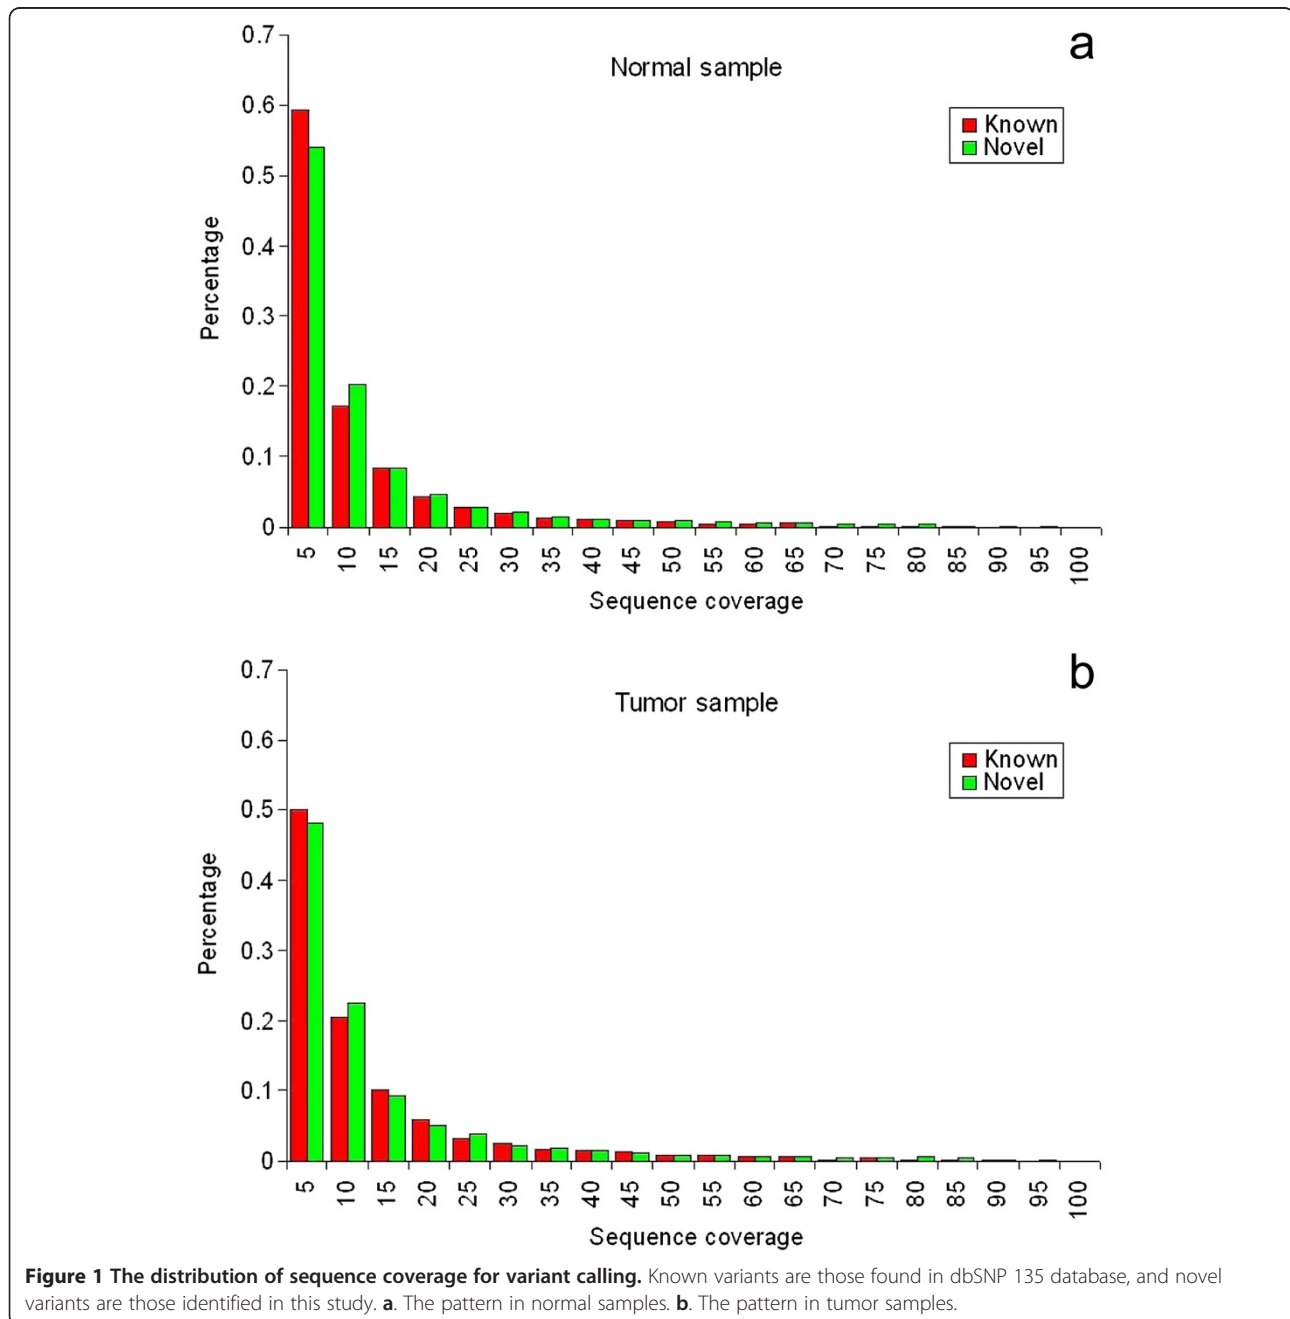 a
Normal sample
Known
Novel
0.7
0.6
0.5
0.4
0.3
0.2
0.1
0
Percentage
5 10 15 20 25 30 35 40 45 50 55 60 65 70 75 80 85 90 95 100
Sequence coverage
b
Tumor sample
Known
Novel
0.7
0.6
0.5
0.4
0.3
0.2
0.1
0
Percentage
5 10 15 20 25 30 35 40 45 50 55 60 65 70 75 80 85 90 95 100
Sequence coverage
Figure 1 The distribution of sequence coverage for variant calling. Known variants are those found in dbSNP 135 database, and novel
variants are those identified in this study. a. The pattern in normal samples. b. The pattern in tumor samples.